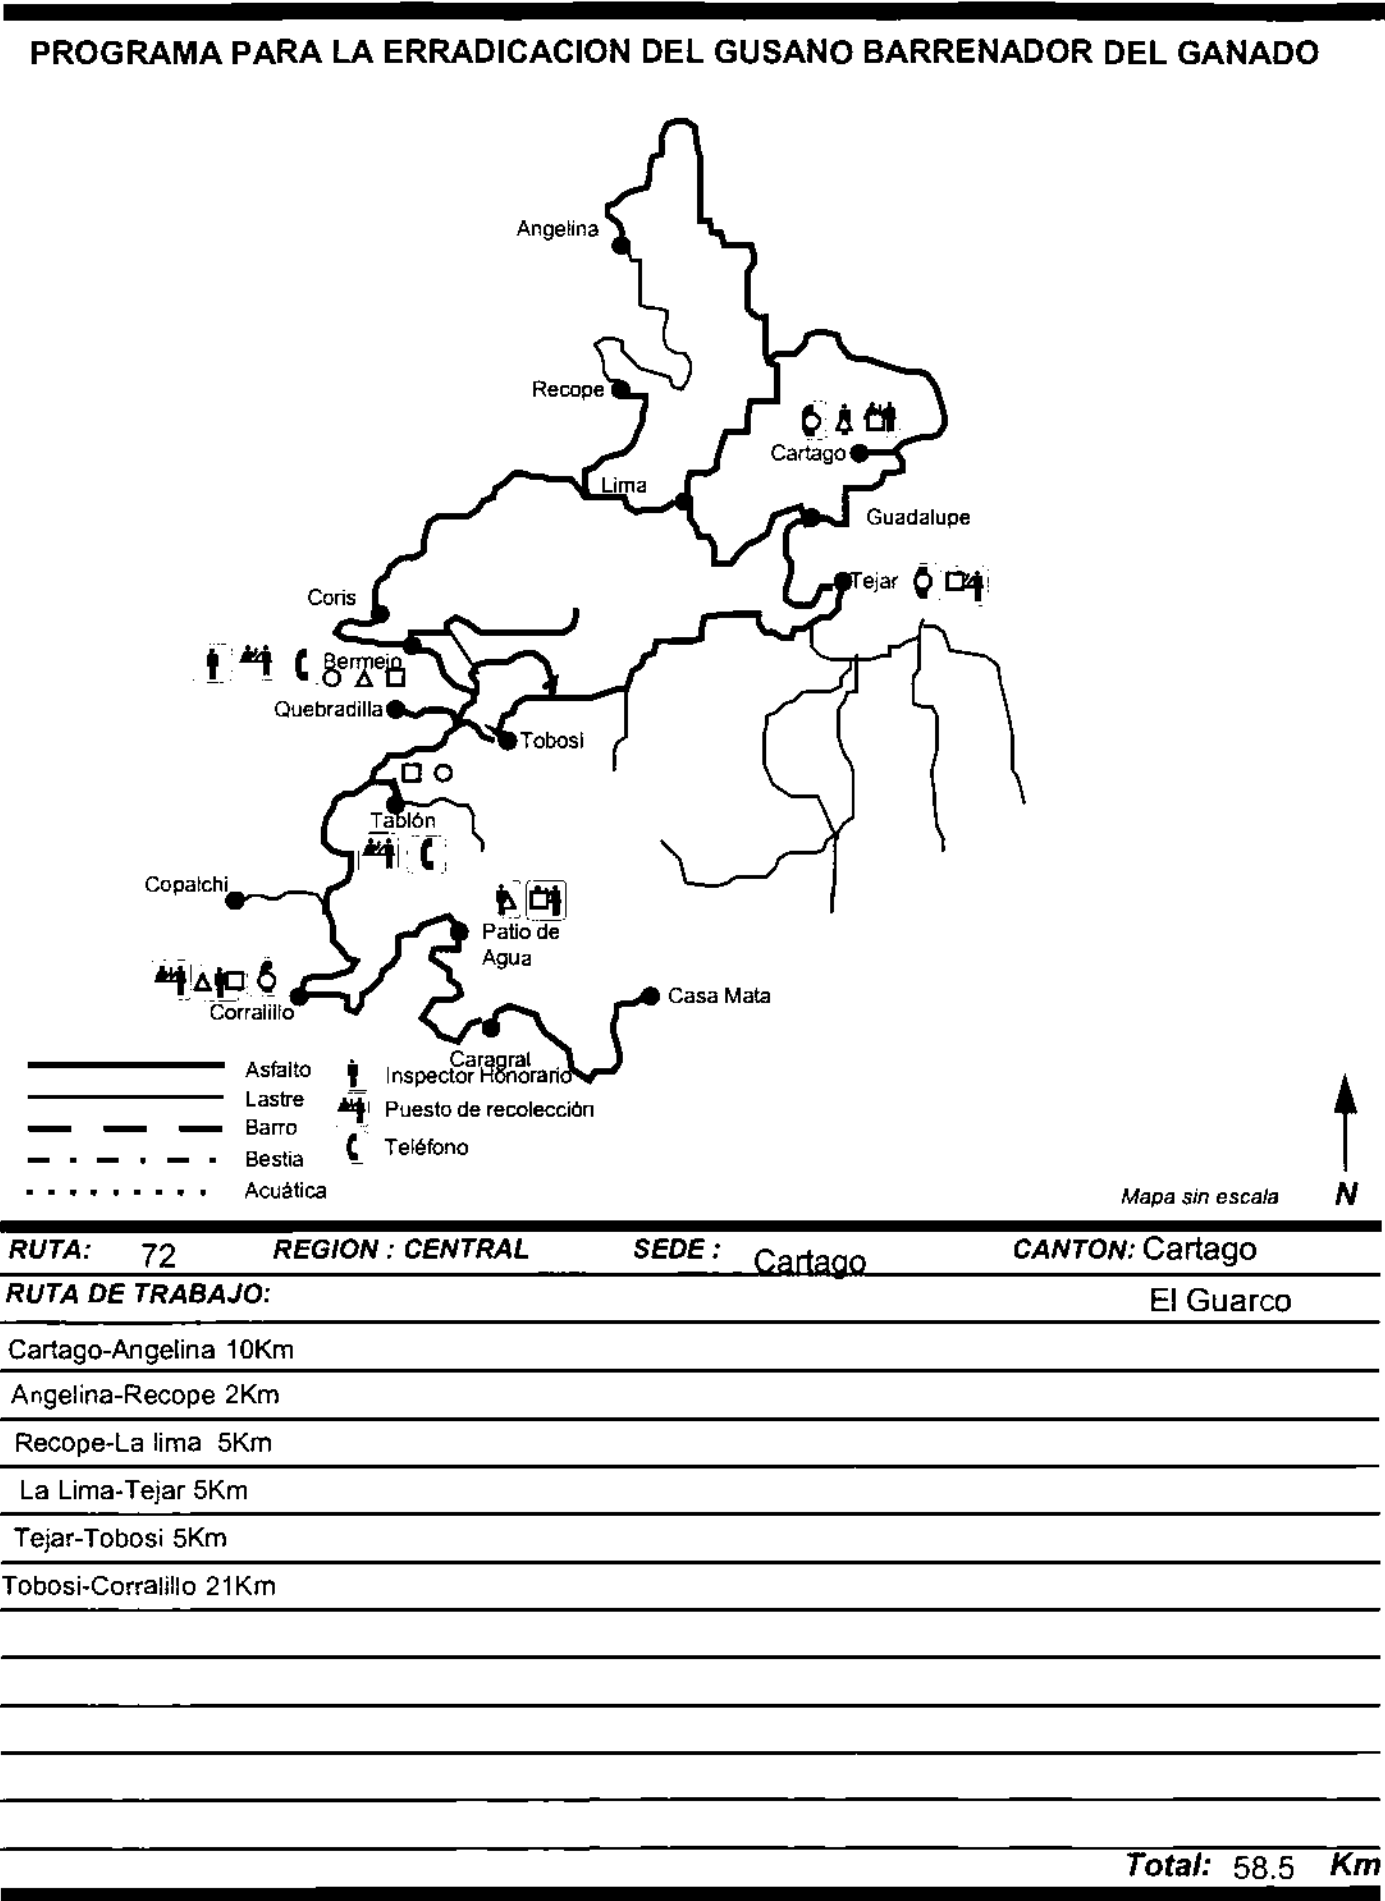 PROGRAMA PARA LA ERRADICACION DEL GUSANO BARRENADOR DEL GANADO
Angelina
Recope
Cartago
Lima
Guadalupe
Tejar
Coris
Bermejo
Quebradilla
Tobosi
Tablón
Copalchi
Patio de
Agua
Casa Mata
Corralillo
Caragral
Asfalto
Inspector Honorario
Lastre
Puesto de recolección
Barro
Teléfono
Bestia
Acuática
Mapa sin escala
N
RUTA: 72 REGION : CENTRAL SEDE : Cartago CANTON: Cartago
RUTA DE TRABAJO: El Guarco
Cartago-Angelina 10Km
Angelina-Recope 2Km
Recope-La lima 5Km
La Lima-Tejar 5Km
Tejar-Tobosi 5Km
Tobosi-Corralillo 21Km
Total: 58.5 Km